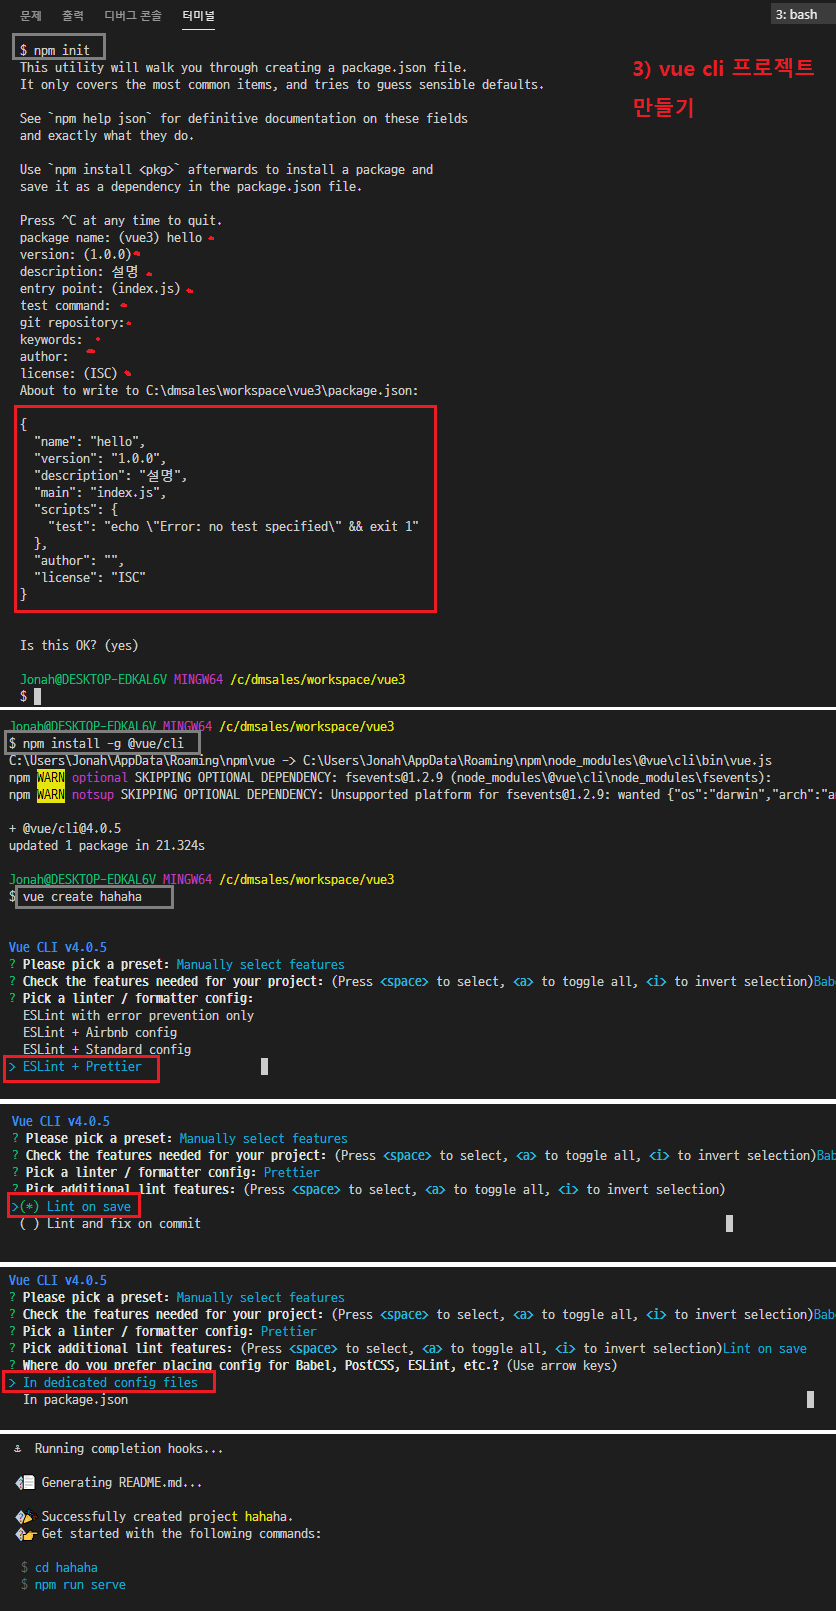 문제 출력 디버그 콘솔 터미널 3: bash
$ npm init
This utility will walk you through creating a package.json file.
It only covers the most common items, and tries to guess sensible defaults.
3) vue cli 프로젝트
만들기
See `npm help json` for definitive documentation on these fields
and exactly what they do.
Use `npm install <pkg>` afterwards to install a package and
save it as a dependency in the package.json file.
Press ^C at any time to quit.
package name: (vue3) hello
version: (1.0.0)
description: 설명
entry point: (index.js)
test command:
git repository:
keywords:
author:
license: (ISC)
About to write to C:\dmsales\workspace\vue3\package.json:
{
"name": "hello",
"version": "1.0.0",
"description": "설명",
"main": "index.js",
"scripts": {
"test": "echo \"Error: no test specified\" && exit 1"
},
"author": "",
"license": "ISC"
}
Is this OK? (yes)
Jonah@DESKTOP-EDKAL6V MINGW64 /c/dmsales/workspace/vue3
$
Jonah@DESKTOP-EDKAL6V MINGW64 /c/dmsales/workspace/vue3
$ npm install -g @vue/cli
C:\Users\Jonah\AppData\Roaming\npm\vue -> C:\Users\Jonah\AppData\Roaming\npm\node_modules\@vue\cli\bin\vue.js
npm WARN optional SKIPPING OPTIONAL DEPENDENCY: fsevents@1.2.9 (node_modules\@vue\cli\node_modules\fsevents):
npm WARN notsup SKIPPING OPTIONAL DEPENDENCY: Unsupported platform for fsevents@1.2.9: wanted {"os":"darwin","arch":"a
+ @vue/cli@4.0.5
updated 1 package in 21.324s
Jonah@DESKTOP-EDKAL6V MINGW64 /c/dmsales/workspace/vue3
$ vue create hahaha
Vue CLI v4.0.5
? Please pick a preset: Manually select features
? Check the features needed for your project: (Press <space> to select, <a> to toggle all, <i> to invert selection)Bab
? Pick a linter / formatter config:
ESLint with error prevention only
ESLint + Airbnb config
ESLint + Standard config
> ESLint + Prettier
Vue CLI v4.0.5
? Please pick a preset: Manually select features
? Check the features needed for your project: (Press <space> to select, <a> to toggle all, <i> to invert selection)Bab
? Pick a linter / formatter config: Prettier
? Pick additional lint features: (Press <space> to select, <a> to toggle all, <i> to invert selection)
>(*) Lint on save
( ) Lint and fix on commit
Vue CLI v4.0.5
? Please pick a preset: Manually select features
? Check the features needed for your project: (Press <space> to select, <a> to toggle all, <i> to invert selection)Bab
? Pick a linter / formatter config: Prettier
? Pick additional lint features: (Press <space> to select, <a> to toggle all, <i> to invert selection)Lint on save
? Where do you prefer placing config for Babel, PostCSS, ESLint, etc.? (Use arrow keys)
> In dedicated config files
In package.json
⚓ Running completion hooks...
📄 Generating README.md...
🎉 Successfully created project hahaha.
👉 Get started with the following commands:
$ cd hahaha
$ npm run serve